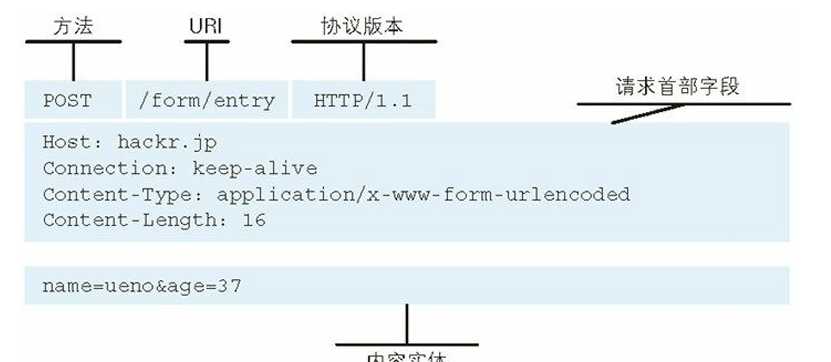 方法 URI 协议版本
请求首部字段
POST /form/entry HTTP/1.1
Host: hackr.jp
Connection: keep-alive
Content-Type: application/x-www-form-urlencoded
Content-Length: 16
name=ueno&age=37
内容实体